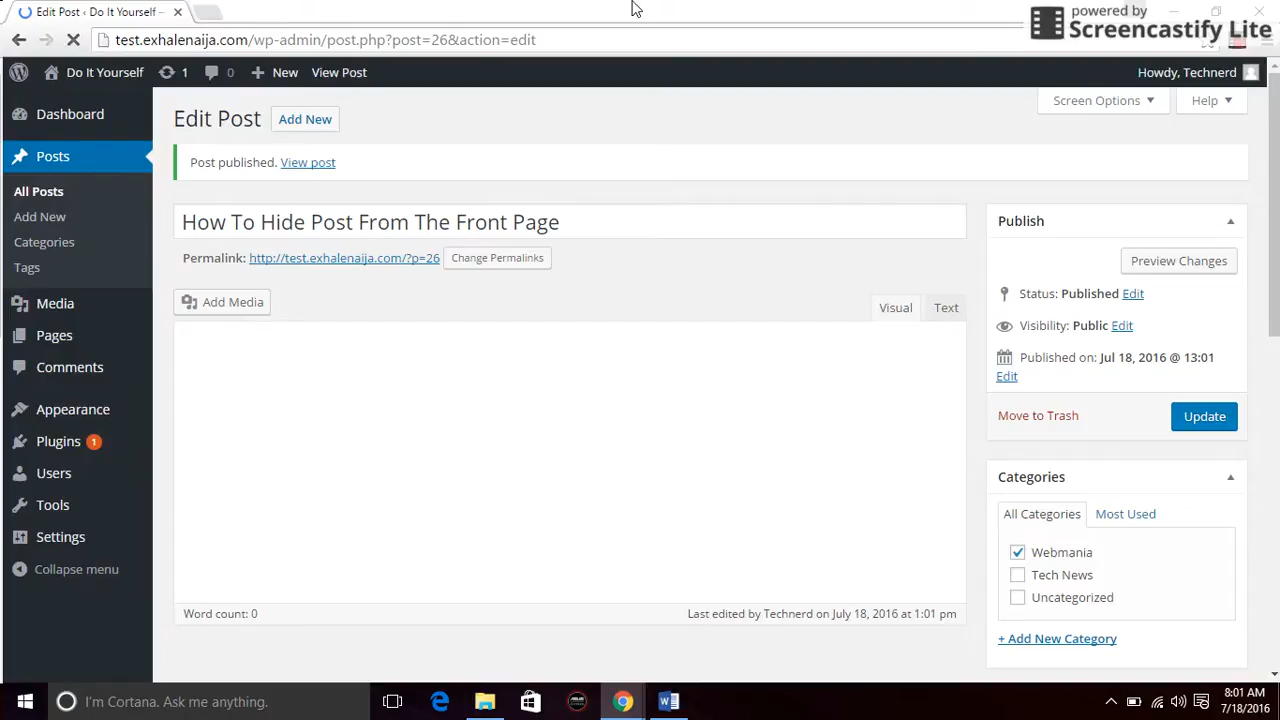 Edit Post ‹ Do It Yourself –
powered by
Screencastify Lite
test.exhalenaija.com/wp-admin/post.php?post=26&action=edit
Do It Yourself 1 0 New View Post Howdy, Technerd
Dashboard
Posts
All Posts
Add New
Categories
Tags
Media
Pages
Comments
Appearance
Plugins 1
Users
Tools
Settings
Collapse menu
Screen Options Help
Edit Post Add New
Post published. View post
How To Hide Post From The Front Page
Permalink: http://test.exhalenaija.com/?p=26 Change Permalinks
Add Media
Visual Text
Word count: 0 Last edited by Technerd on July 18, 2016 at 1:01 pm
Publish
Preview Changes
Status: Published Edit
Visibility: Public Edit
Published on: Jul 18, 2016 @ 13:01
Edit
Move to Trash Update
Categories
All Categories Most Used
Webmania
Tech News
Uncategorized
+ Add New Category
I'm Cortana. Ask me anything.
8:01 AM
7/18/2016